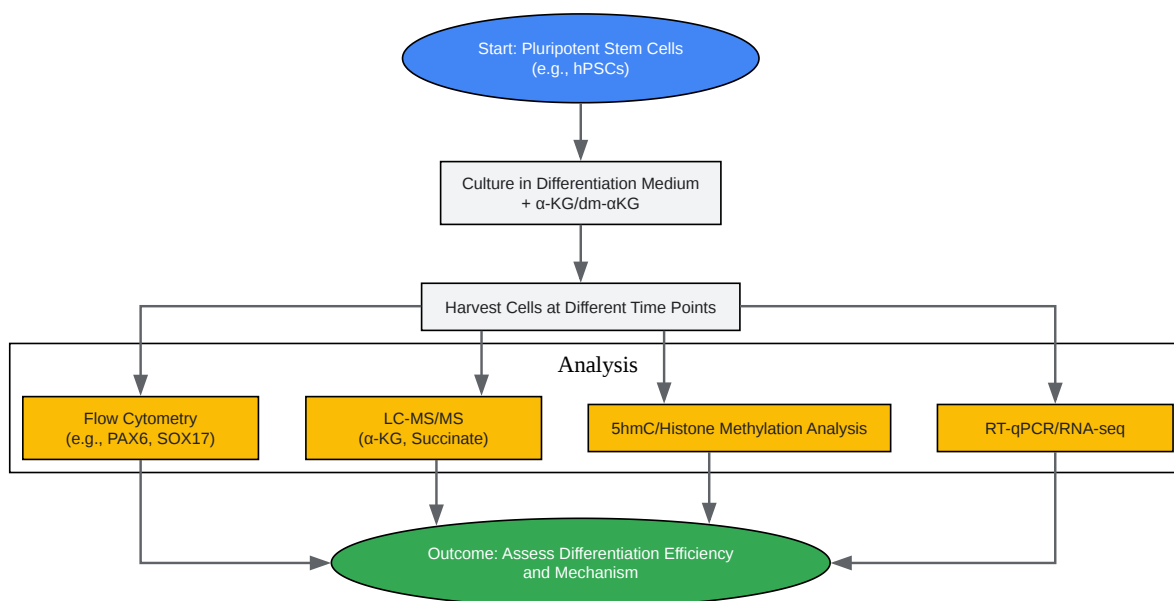 Start: Pluripotent Stem Cells
(e.g., hPSCs)
Culture in Differentiation Medium
+ α-KG/dm-αKG
Harvest Cells at Different Time Points
Analysis
Flow Cytometry
(e.g., PAX6, SOX17)
LC-MS/MS
(α-KG, Succinate)
5hmC/Histone Methylation Analysis
RT-qPCR/RNA-seq
Outcome: Assess Differentiation Efficiency
and Mechanism